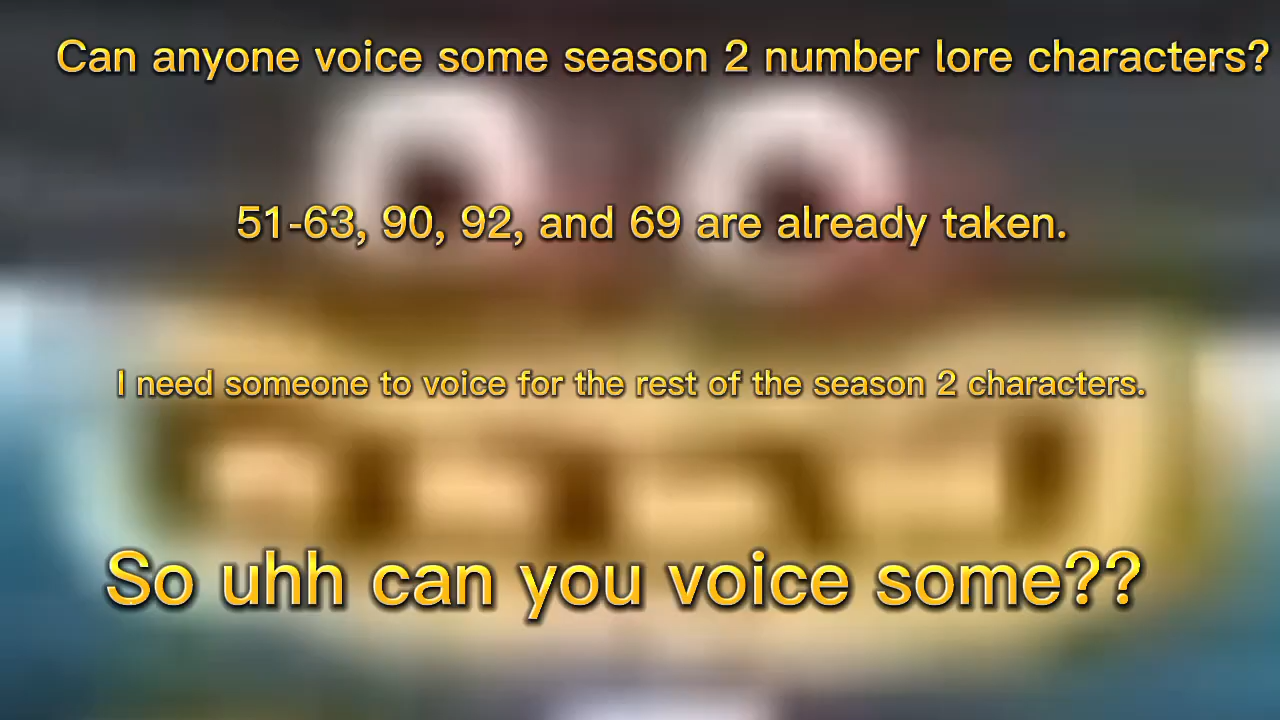 Can anyone voice some season 2 number lore characters?
51-63, 90, 92, and 69 are already taken.
I need someone to voice for the rest of the season 2 characters.
So uhh can you voice some??